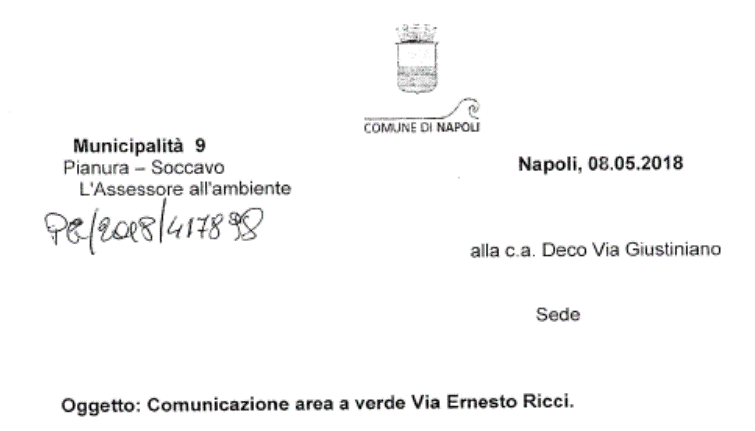 COMUNE DI NAPOLI
Municipalità 9
Pianura – Soccavo
L'Assessore all'ambiente
PG/2018/417898
Napoli, 08.05.2018
alla c.a. Deco Via Giustiniano
Sede
Oggetto: Comunicazione area a verde Via Ernesto Ricci.